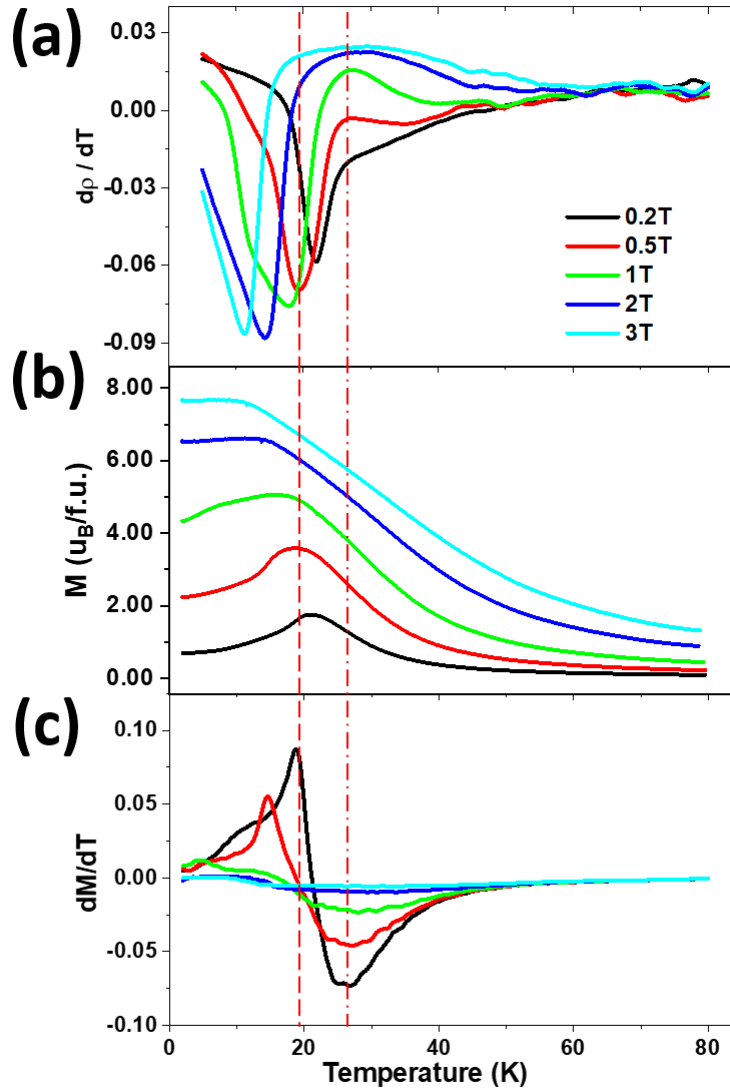 (a)
0.03
0.00
-0.03
-0.06
-0.09
dρ / dT
0.2T
0.5T
1T
2T
3T
(b)
8.00
6.00
4.00
2.00
0.00
M (u_B/f.u.)
(c)
0.10
0.05
0.00
-0.05
-0.10
dM/dT
0 20 40 60 80
Temperature (K)